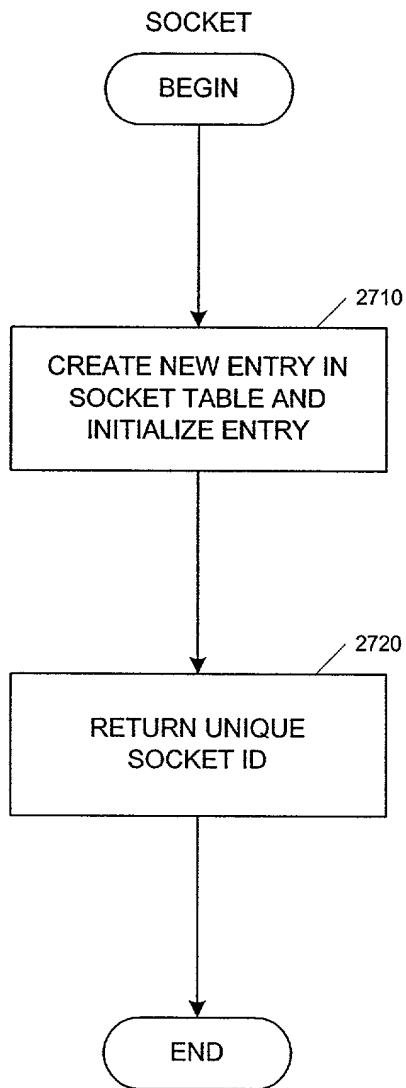 SOCKET
BEGIN
2710
CREATE NEW ENTRY IN
SOCKET TABLE AND
INITIALIZE ENTRY
2720
RETURN UNIQUE
SOCKET ID
END